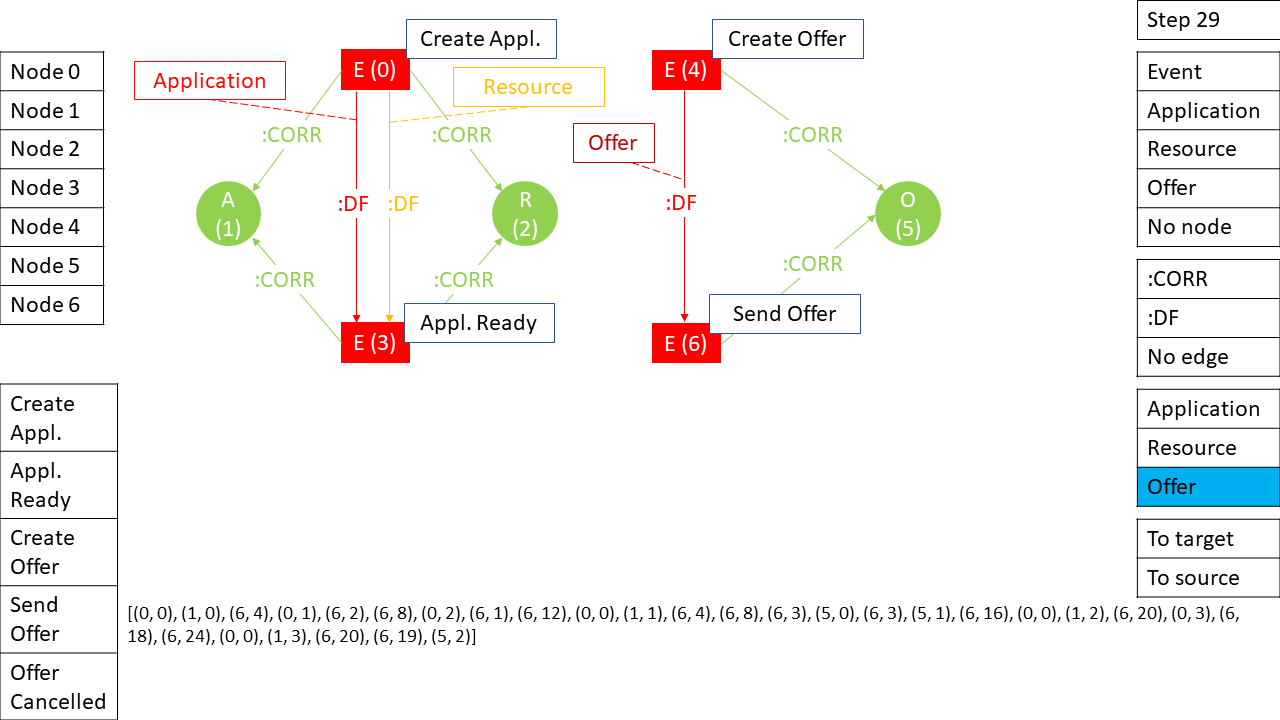 Step 29
Create Appl.
Create Offer
E (0)
E (4)
Application
Resource
Node 0
Node 1
Node 2
Node 3
Node 4
Node 5
Node 6
:CORR
:CORR
Offer
:CORR
A
(1)
:DF
:DF
R
(2)
:DF
O
(5)
:CORR
:CORR
:CORR
Appl. Ready
Send Offer
E (3)
E (6)
Event
Application
Resource
Offer
No node
:CORR
:DF
No edge
Application
Resource
Offer
To target
To source
Create
Appl.
Appl.
Ready
Create
Offer
Send
Offer
Offer
Cancelled
[(0, 0), (1, 0), (6, 4), (0, 1), (6, 2), (6, 8), (0, 2), (6, 1), (6, 12), (0, 0), (1, 1), (6, 4), (6, 8), (6, 3), (5, 0), (6, 3), (5, 1), (6, 16), (0, 0), (1, 2), (6, 20), (0, 3), (6,
18), (6, 24), (0, 0), (1, 3), (6, 20), (6, 19), (5, 2)]